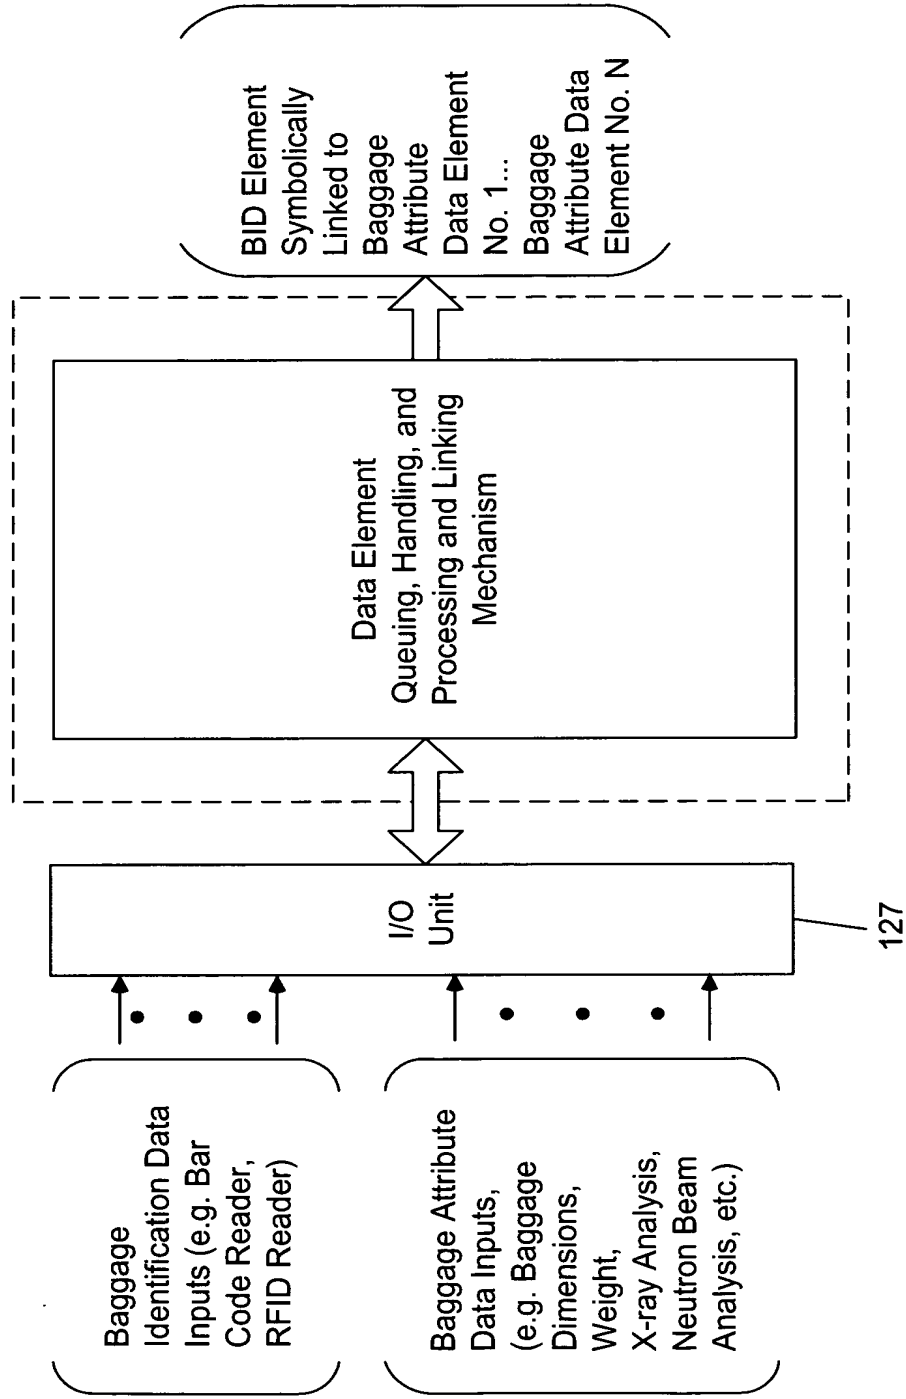 Baggage
Identification Data
Inputs (e.g. Bar
Code Reader,
RFID Reader)
Baggage Attribute
Data Inputs,
(e.g. Baggage
Dimensions,
Weight,
X-ray Analysis,
Neutron Beam
Analysis, etc.)
I/O
Unit
127
Data Element
Queuing, Handling, and
Processing and Linking
Mechanism
BID Element
Symbolically
Linked to
Baggage
Attribute
Data Element
No. 1...
Baggage
Attribute Data
Element No. N